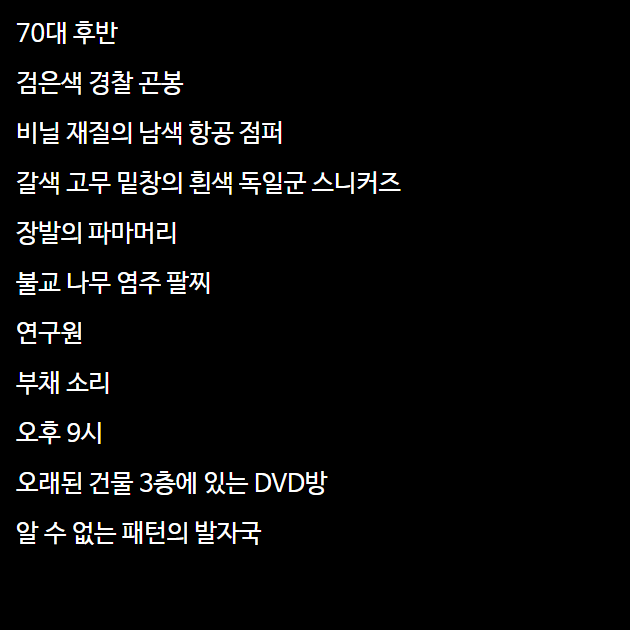 70대 후반
검은색 경찰 곤봉
비닐 재질의 남색 항공 점퍼
갈색 고무 밑창의 흰색 독일군 스니커즈
장발의 파마머리
불교 나무 염주 팔찌
연구원
부채 소리
오후 9시
오래된 건물 3층에 있는 DVD방
알 수 없는 패턴의 발자국